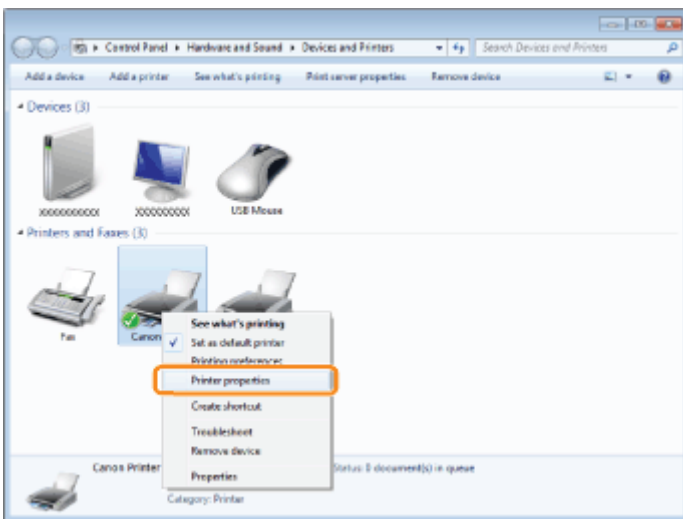 Control Panel ▸ Hardware and Sound ▸ Devices and Printers
Search Devices and Printers
Add a device Add a printer See what's printing Print server properties Remove device
Devices (3)
XXXXXXXXXX XXXXXXXXX USB Mouse
Printers and Faxes (3)
Fax Canon
See what's printing
Set as default printer
Printing preferences
Printer properties
Create shortcut
Troubleshoot
Remove device
Properties
Canon Printer Status: 0 document(s) in queue
Category: Printer